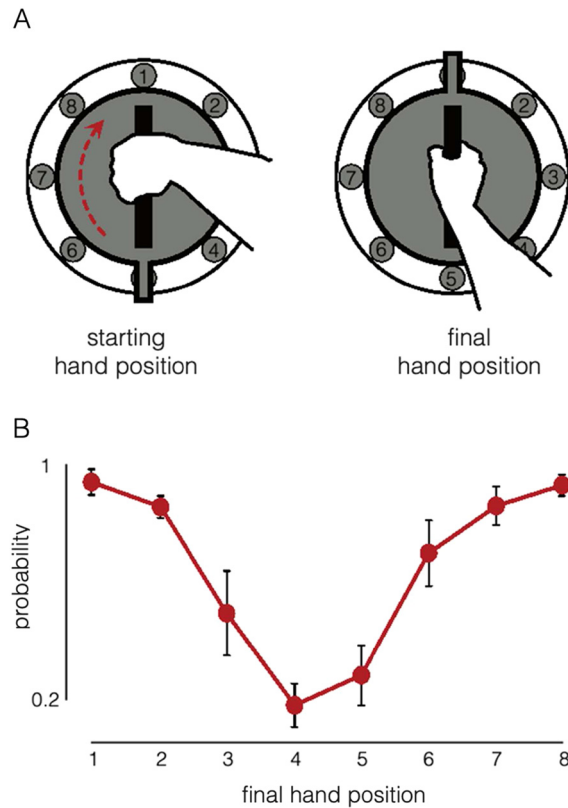 A
1
8
2
7
6
4
starting
hand position
8
2
7
3
6
4
5
final
hand position
B
1
probability
0.2
1 2 3 4 5 6 7 8
final hand position